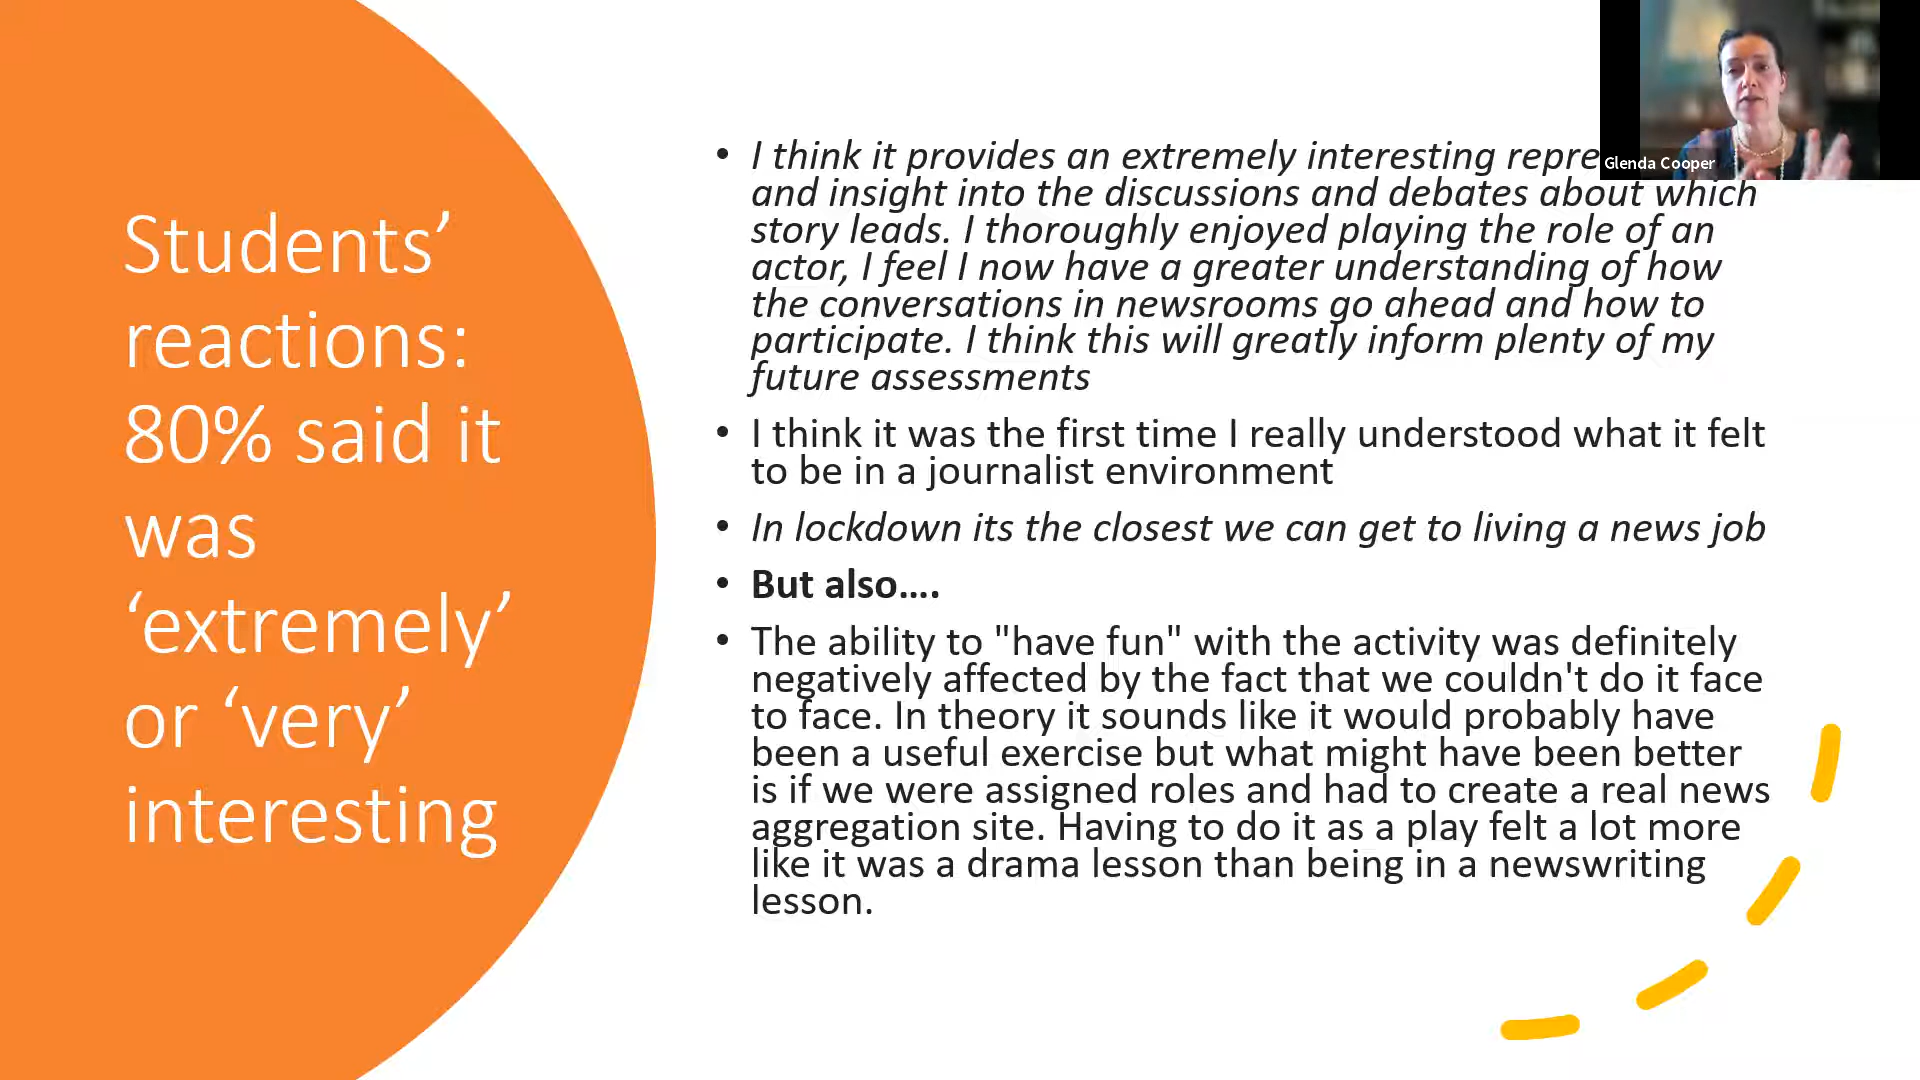 Students’
reactions:
80% said it
was
‘extremely’
or ‘very’
interesting
• I think it provides an extremely interesting
and insight into the discussions and debates about which
story leads. I thoroughly enjoyed playing the role of an
actor, I feel I now have a greater understanding of how
the conversations in newsrooms go ahead and how to
participate. I think this will greatly inform plenty of my
future assessments
• I think it was the first time I really understood what it felt
to be in a journalist environment
• In lockdown its the closest we can get to living a news job
• But also….
• The ability to "have fun" with the activity was definitely
negatively affected by the fact that we couldn't do it face
to face. In theory it sounds like it would probably have
been a useful exercise but what might have been better
is if we were assigned roles and had to create a real news
aggregation site. Having to do it as a play felt a lot more
like it was a drama lesson than being in a newswriting
lesson.
Glenda Cooper